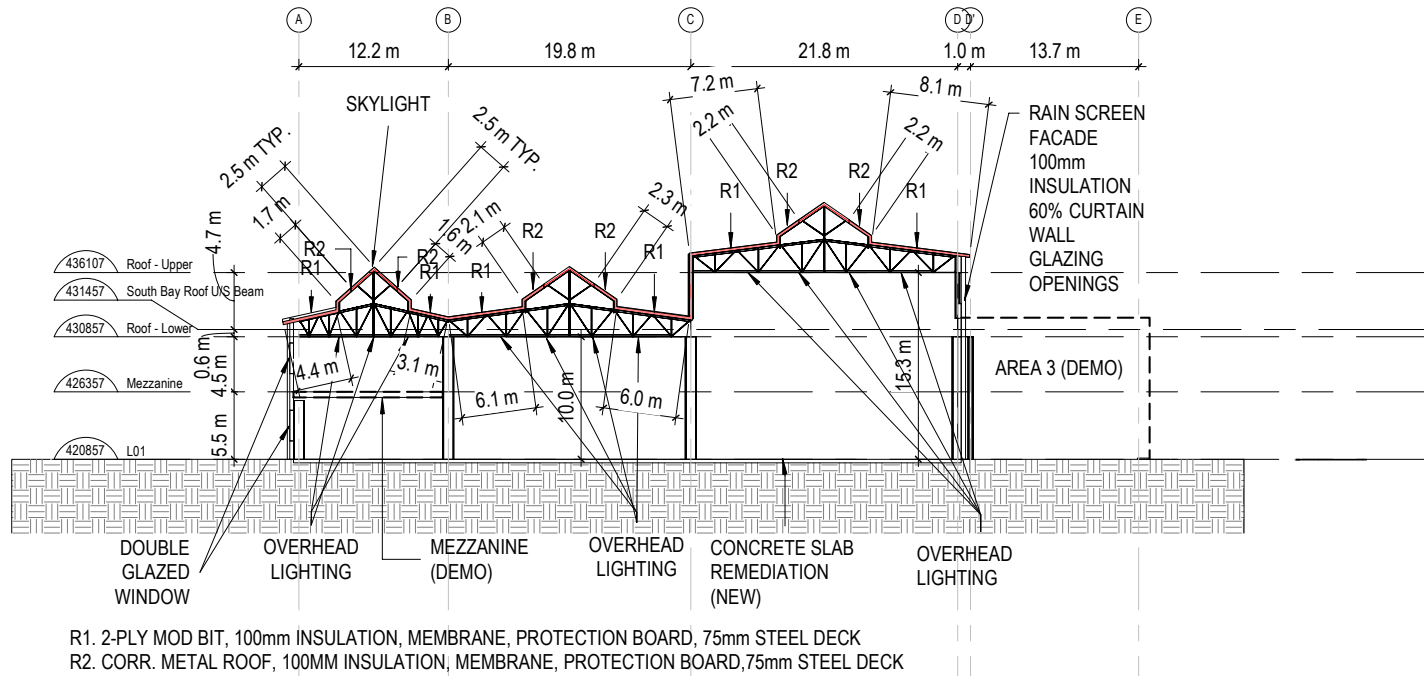 A B C D D' E
12.2 m 19.8 m 21.8 m 1.0 m 13.7 m
7.2 m 8.1 m
SKYLIGHT
2.5 m TYP. 2.5 m TYP.
2.2 m 2.2 m
RAIN SCREEN
FACADE
100mm
INSULATION
60% CURTAIN
WALL
GLAZING
OPENINGS
R1 R2 R2 R1
1.7 m 1.6 m 2.1 m 2.3 m
4.7 m
R2 R2 R2 R2
R1 R1 R1 R1
436107 Roof - Upper
431457 South Bay Roof U/S Beam
430857 Roof - Lower
0.6 m
4.5 m
4.4 m 3.1 m
15.3 m
AREA 3 (DEMO)
426357 Mezzanine
6.1 m 10.0 m 6.0 m
5.5 m
420857 L01
DOUBLE
GLAZED
WINDOW
OVERHEAD
LIGHTING
MEZZANINE
(DEMO)
OVERHEAD
LIGHTING
CONCRETE SLAB
REMEDIATION
(NEW)
OVERHEAD
LIGHTING
R1. 2-PLY MOD BIT, 100mm INSULATION, MEMBRANE, PROTECTION BOARD, 75mm STEEL DECK
R2. CORR. METAL ROOF, 100MM INSULATION, MEMBRANE, PROTECTION BOARD,75mm STEEL DECK